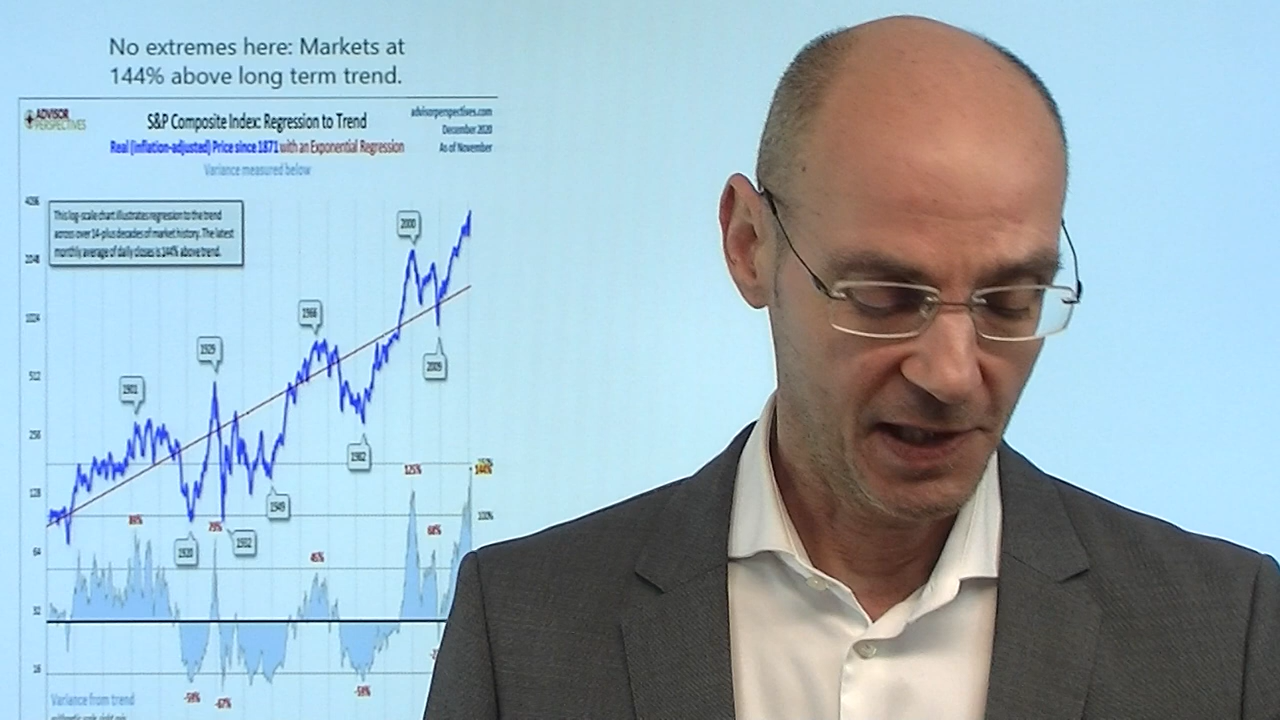 No extremes here: Markets at
144% above long term trend.
ADVISOR
PERSPECTIVES
S&P Composite Index: Regression to Trend
Real (inflation-adjusted) Price since 1871 with an Exponential Regression
Variance measured below
advisorperspectives.com
December 2020
As of November
This log-scale chart illustrates regression to the trend
across over 14-plus decades of market history. The latest
monthly average of daily closes is 144% above trend.
4096
2048
1024
512
256
128
64
32
16
2000
1966
1929
2009
1901
1982
1949
1920
1932
125%
144%
100%
79%
68%
46%
-59%
-67%
-59%
Variance from trend